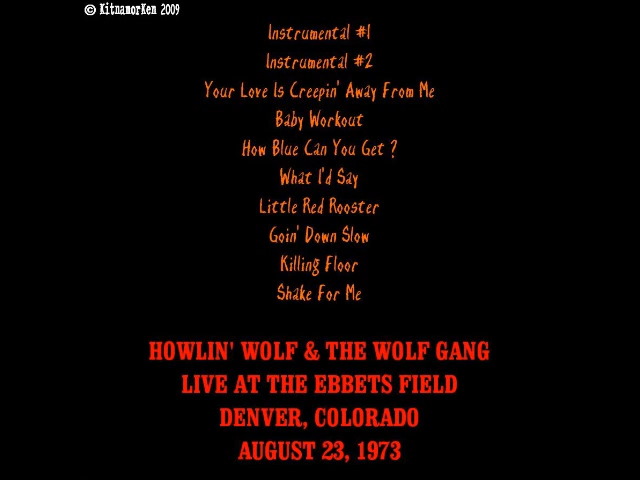 © KitnamorKen 2009
Instrumental #1
Instrumental #2
Your Love Is Creepin' Away From Me
Baby Workout
How Blue Can You Get ?
What I'd Say
Little Red Rooster
Goin' Down Slow
Killing Floor
Shake For Me
HOWLIN' WOLF & THE WOLF GANG
LIVE AT THE EBBETS FIELD
DENVER, COLORADO
AUGUST 23, 1973